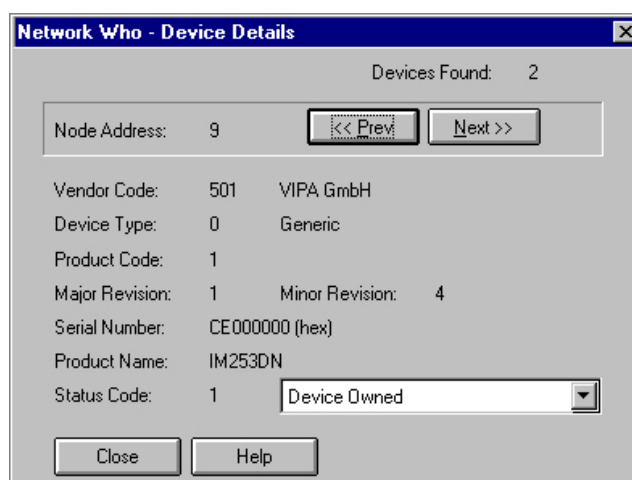 Network Who - Device Details
Devices Found: 2
Node Address: 9 << Prev Next >>
Vendor Code: 501 VIPA GmbH
Device Type: 0 Generic
Product Code: 1
Major Revision: 1 Minor Revision: 4
Serial Number: CE000000 (hex)
Product Name: IM253DN
Status Code: 1 Device Owned
Close Help